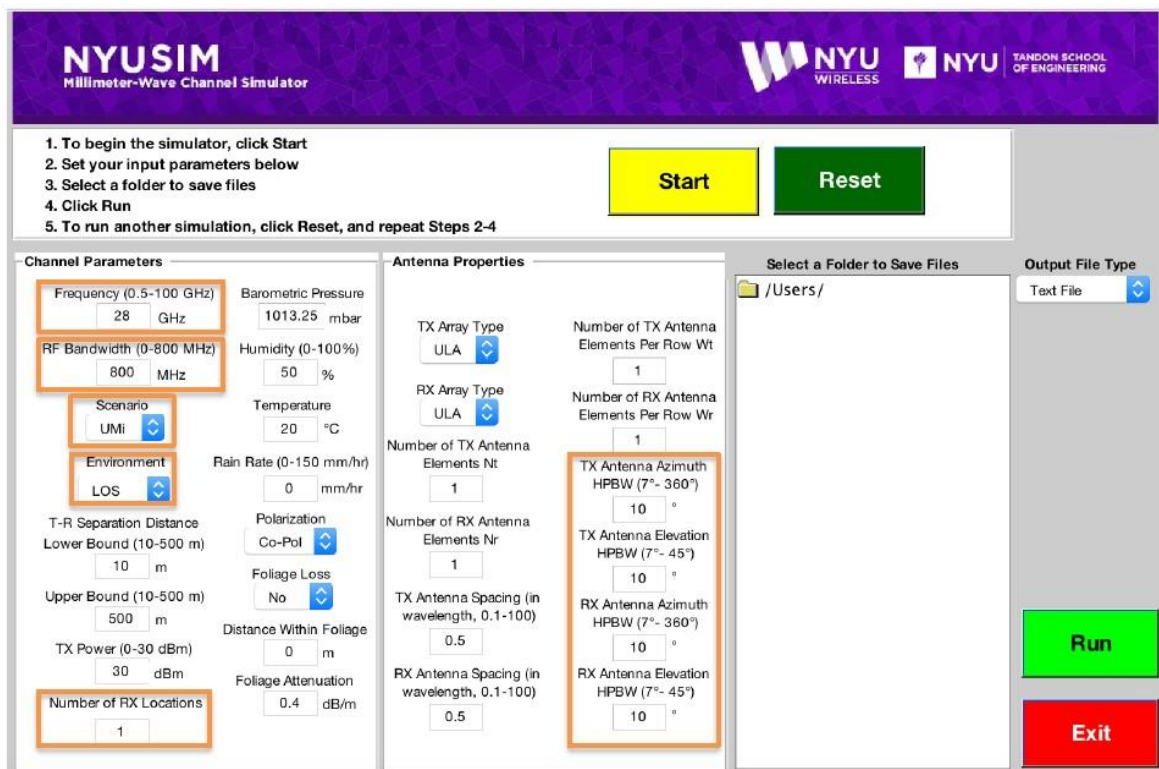 NYUSIM
Millimeter-Wave Channel Simulator
NYU
WIRELESS
NYU
TANDON SCHOOL
OF ENGINEERING
1. To begin the simulator, click Start
2. Set your input parameters below
3. Select a folder to save files
4. Click Run
5. To run another simulation, click Reset, and repeat Steps 2-4
Start
Reset
Channel Parameters
Frequency (0.5-100 GHz)
28 GHz
RF Bandwidth (0-800 MHz)
800 MHz
Scenario
UMi
Environment
LOS
T-R Separation Distance
Lower Bound (10-500 m)
10 m
Upper Bound (10-500 m)
500 m
TX Power (0-30 dBm)
30 dBm
Number of RX Locations
1
Barometric Pressure
1013.25 mbar
Humidity (0-100%)
50 %
Temperature
20 °C
Rain Rate (0-150 mm/hr)
0 mm/hr
Polarization
Co-Pol
Foliage Loss
No
Distance Within Foliage
0 m
Foliage Attenuation
0.4 dB/m
Antenna Properties
TX Array Type
ULA
RX Array Type
ULA
Number of TX Antenna
Elements Nt
1
Number of RX Antenna
Elements Nr
1
TX Antenna Spacing (in
wavelength, 0.1-100)
0.5
RX Antenna Spacing (in
wavelength, 0.1-100)
0.5
Number of TX Antenna
Elements Per Row Wt
1
Number of RX Antenna
Elements Per Row Wr
1
TX Antenna Azimuth
HPBW (7°- 360°)
10 °
TX Antenna Elevation
HPBW (7°- 45°)
10 °
RX Antenna Azimuth
HPBW (7°- 360°)
10 °
RX Antenna Elevation
HPBW (7°- 45°)
10 °
Select a Folder to Save Files
/Users/
Output File Type
Text File
Run
Exit